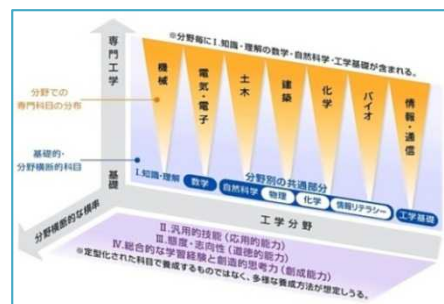 ※分野毎にⅠ.知識・理解の数学・自然科学・工学基礎が含まれる。
専門工学
機械
電気・電子
土木
建築
化学
バイオ
情報・通信
分野での
専門科目の分布
基礎的・
分野横断的科目
基礎
分野別の共通部分
Ⅰ.知識・理解
数学
自然科学
物理
化学
情報リテラシー
工学基礎
工学分野
分野横断的な横串
Ⅱ.汎用的技能（応用的能力）
Ⅲ.態度・志向性（道徳的能力）
Ⅳ.総合的な学習経験と創造的思考力（創成能力）
※定型化された科目で養成するものではなく、多様な養成方法が想定しうる。